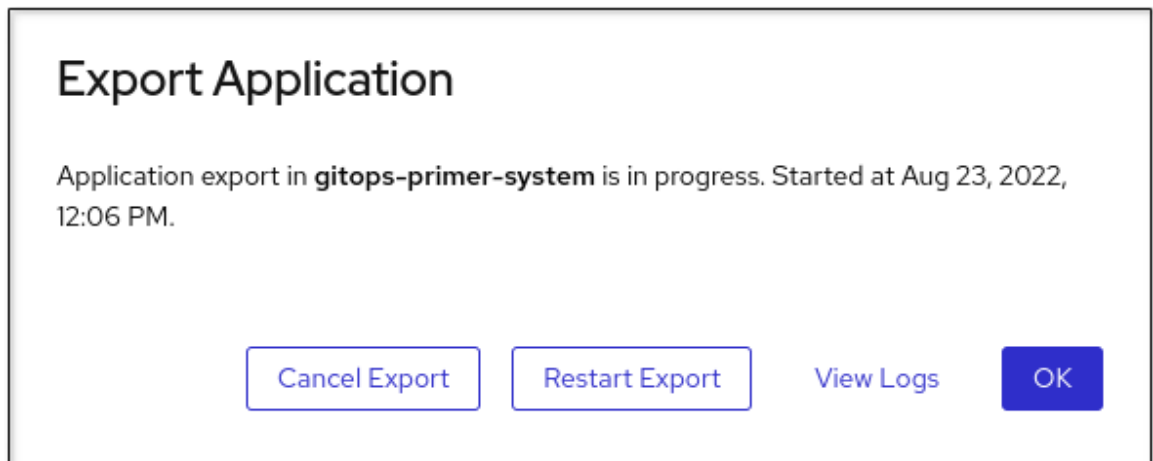 Export Application
Application export in gitops-primer-system is in progress. Started at Aug 23, 2022,
12:06 PM.
Cancel Export Restart Export View Logs OK